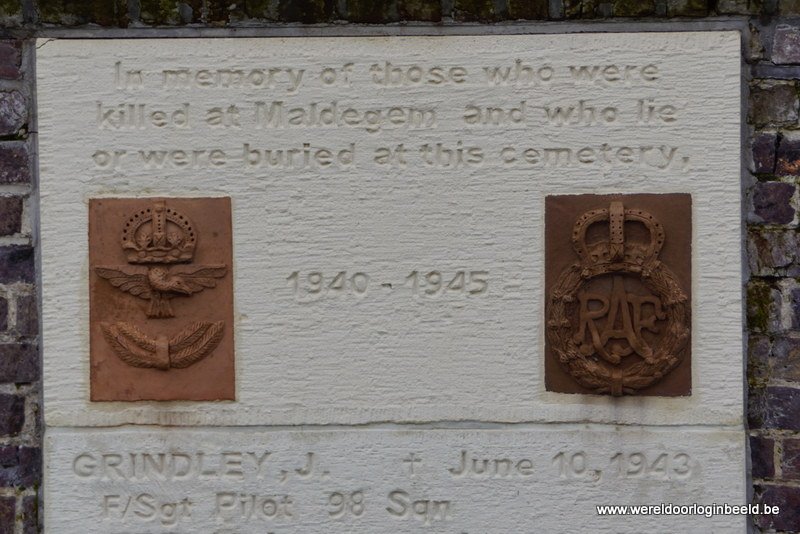 In memory of those who were
killed at Maldegem and who lie
or were buried at this cemetery,
1940 - 1945
RAF
GRINDLEY, J. † June 10, 1943
F/Sgt Pilot 98 Sqn
www.wereldoorloginbeeld.be